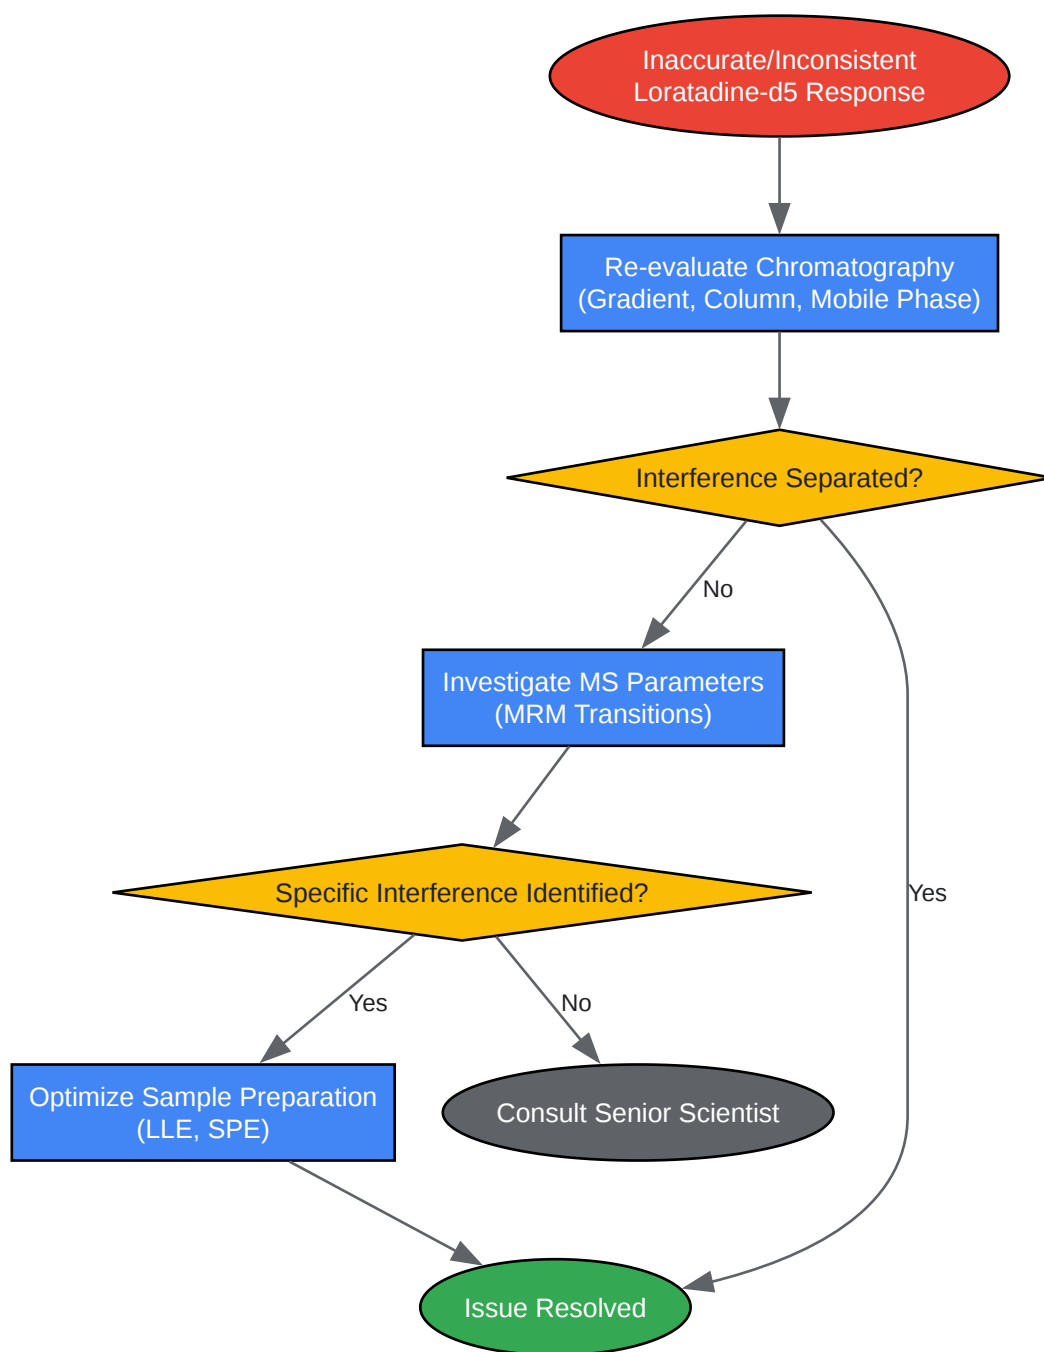 Inaccurate/Inconsistent
Loratadine-d5 Response
Re-evaluate Chromatography
(Gradient, Column, Mobile Phase)
Interference Separated?
No
Investigate MS Parameters
(MRM Transitions)
Specific Interference Identified?
Yes
Yes
No
Optimize Sample Preparation
(LLE, SPE)
Consult Senior Scientist
Issue Resolved